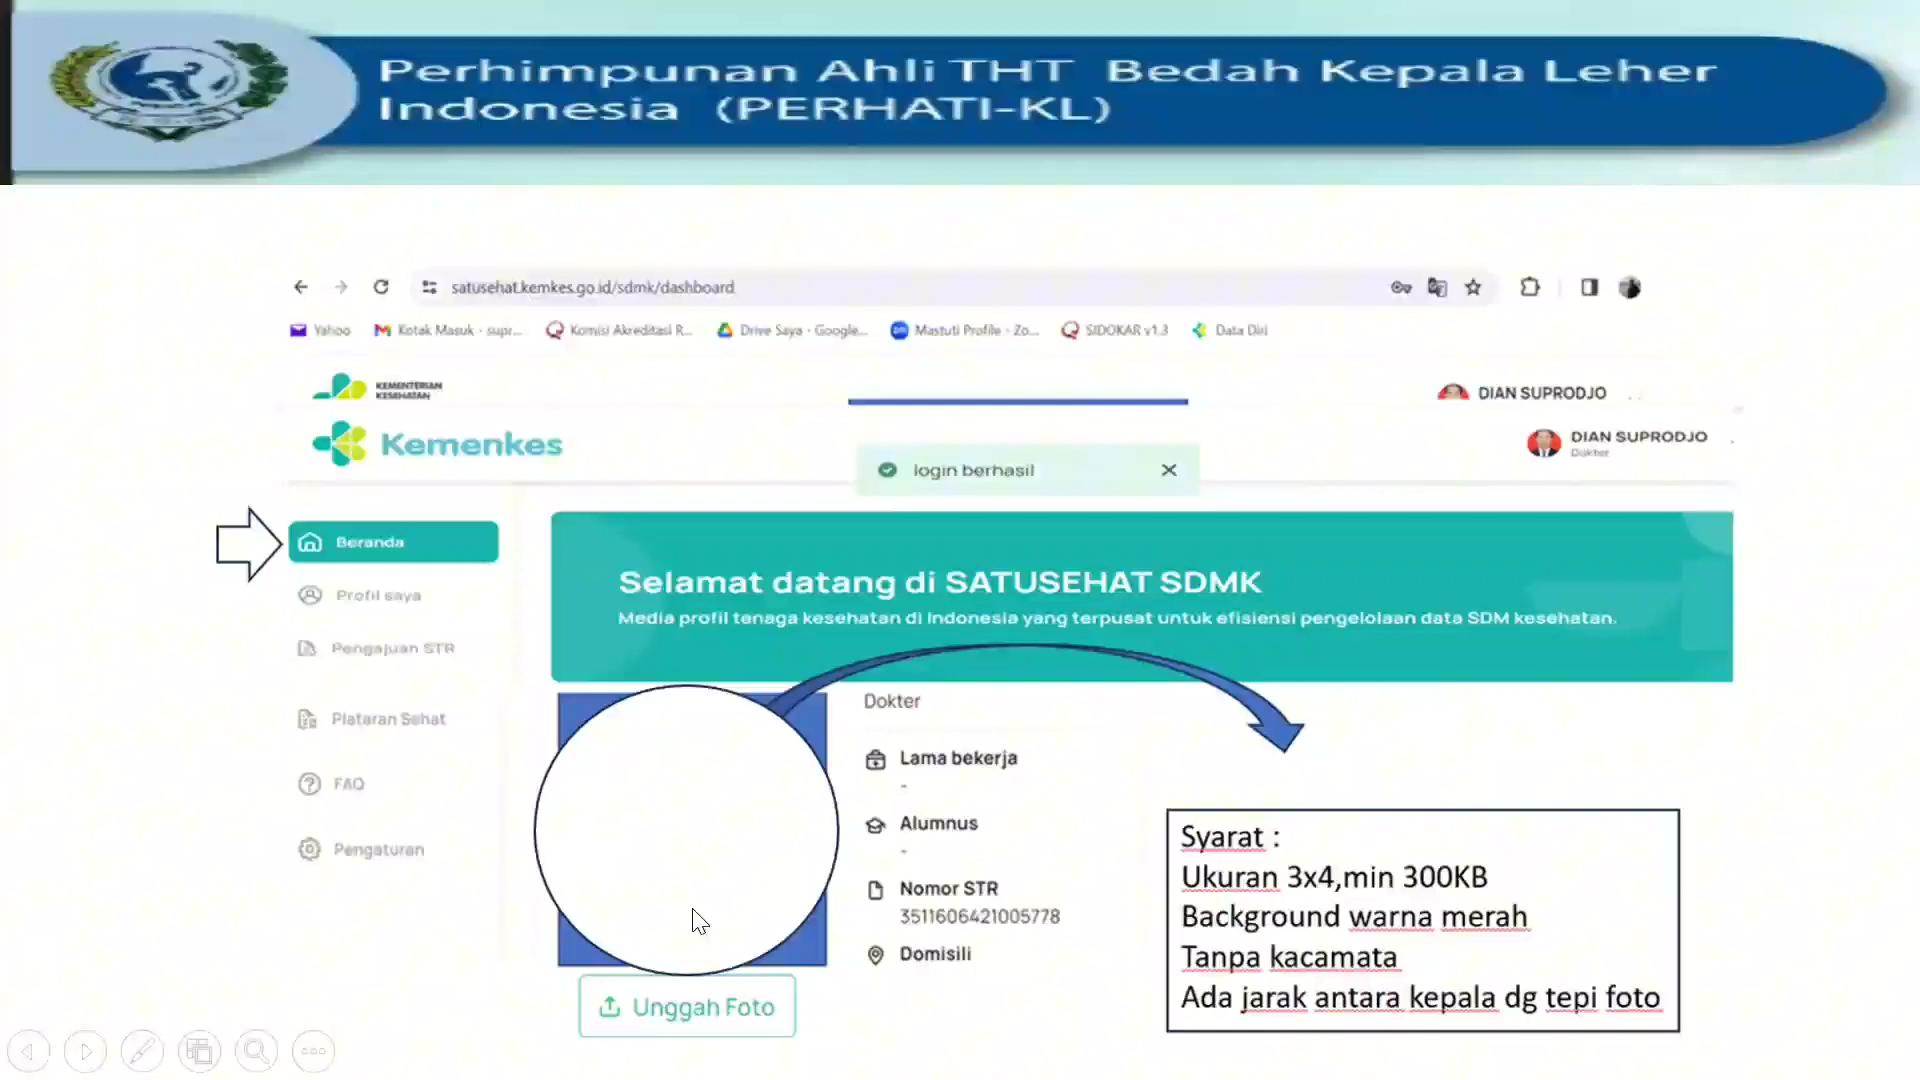 Perhimpunan Ahli THT Bedah Kepala Leher
Indonesia (PERHATI-KL)
satusehat.kemkes.go.id/sdmk/dashboard
Yahoo
Kotak Masuk - supr...
Komisi Akreditasi R...
Drive Saya - Google...
Mastuti Profile - Zo...
SIDOKAR v1.3
Data Diri
KEMENTERIAN
KESEHATAN
DIAN SUPRODJO
Kemenkes
DIAN SUPRODJO
Dokter
login berhasil
Beranda
Profil saya
Pengajuan STR
Plataran Sehat
FAQ
Pengaturan
Selamat datang di SATUSEHAT SDMK
Media profil tenaga kesehatan di Indonesia yang terpusat untuk efisiensi pengelolaan data SDM kesehatan.
Dokter
Lama bekerja
-
Alumnus
-
Nomor STR
3511606421005778
Domisili
Unggah Foto
Syarat :
Ukuran 3x4,min 300KB
Background warna merah
Tanpa kacamata
Ada jarak antara kepala dg tepi foto